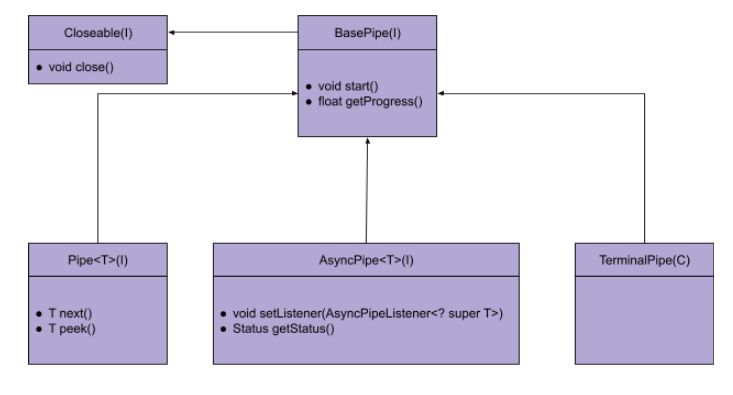 Closeable(I)
● void close()
BasePipe(I)
● void start()
● float getProgress()
Pipe<T>(I)
● T next()
● T peek()
AsyncPipe<T>(I)
● void setListener(AsyncPipeListener<? super T>)
● Status getStatus()
TerminalPipe(C)